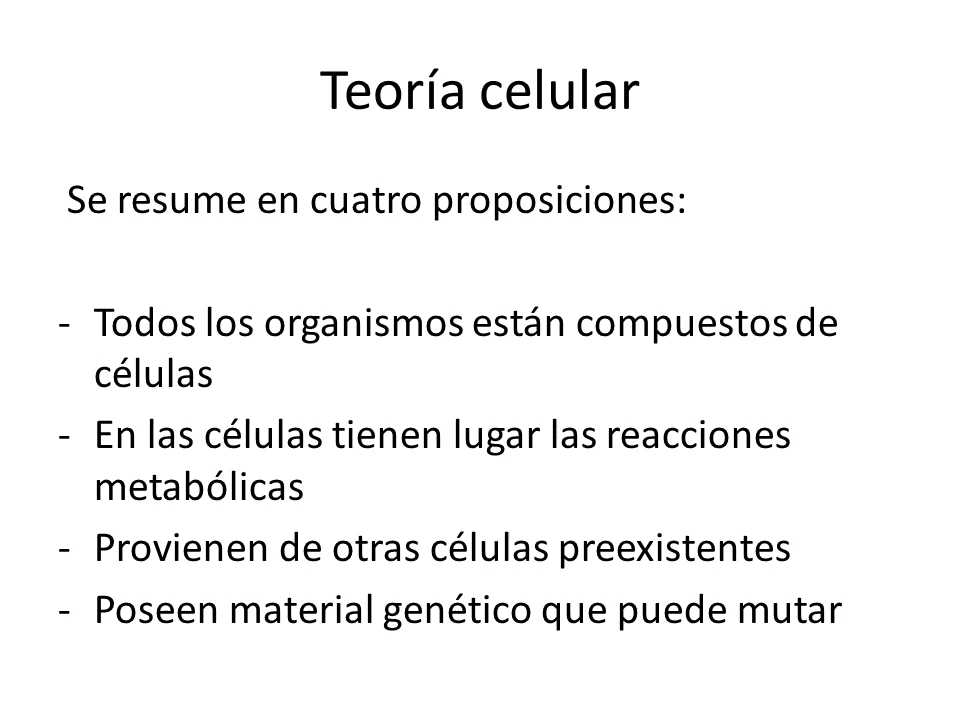 Teoría celular
Se resume en cuatro proposiciones:
- Todos los organismos están compuestos de
células
- En las células tienen lugar las reacciones
metabólicas
- Provienen de otras células preexistentes
- Poseen material genético que puede mutar